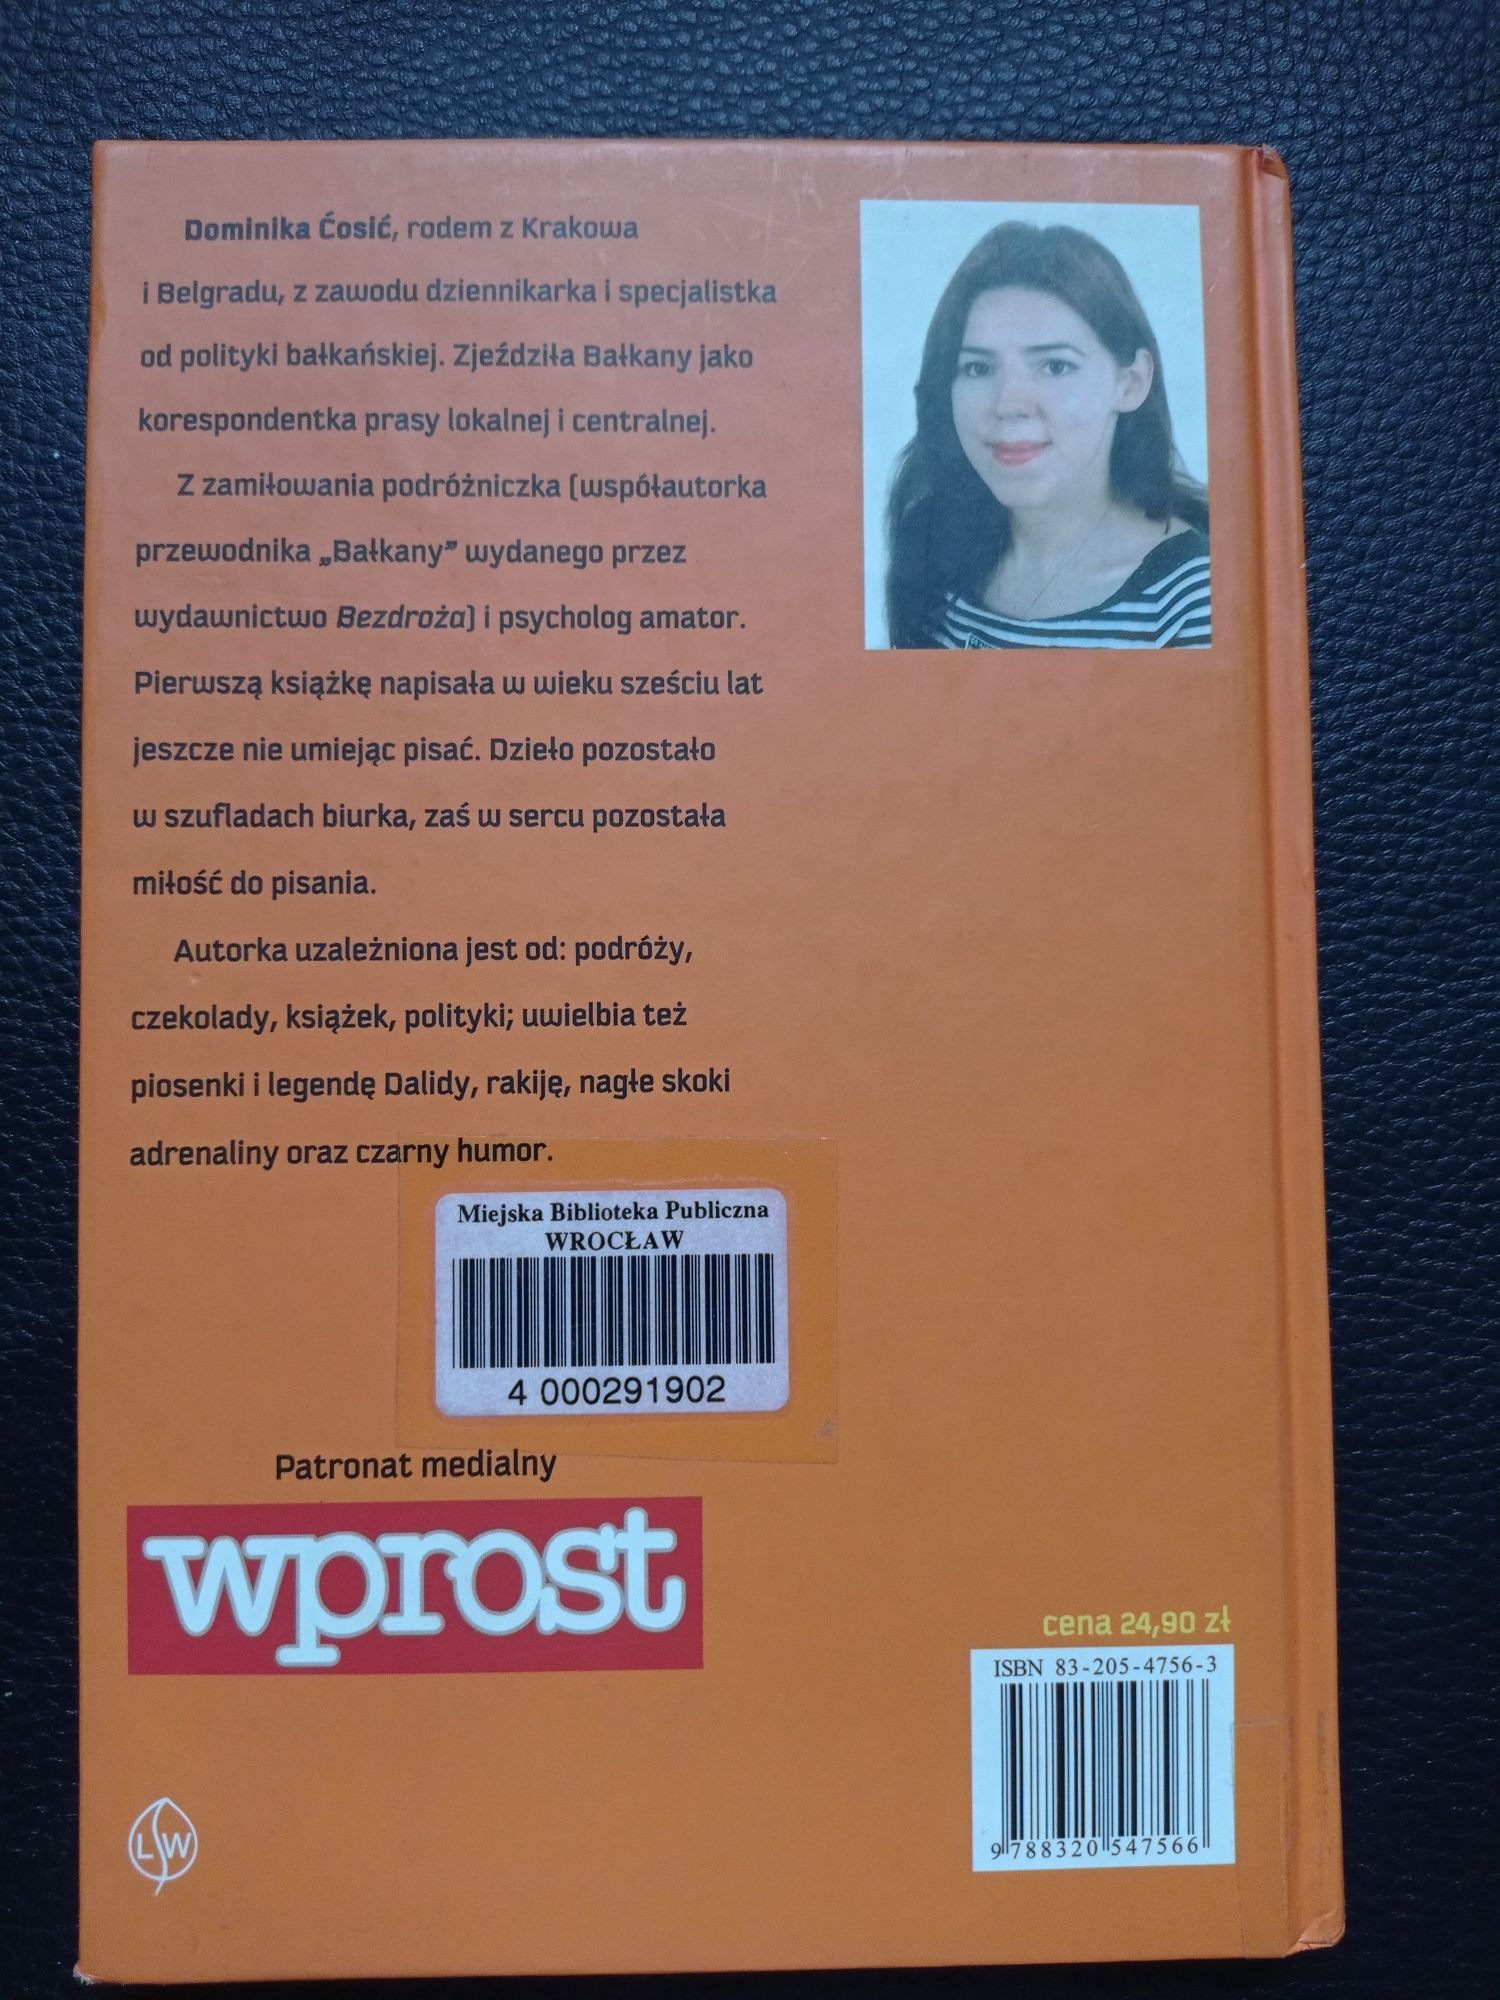 Dominika Ćosić, rodem z Krakowa
i Belgradu, z zawodu dziennikarka i specjalistka
od polityki bałkańskiej. Zjeździła Bałkany jako
korespondentka prasy lokalnej i centralnej.
Z zamiłowania podróżniczka (współautorka
przewodnika „Bałkany” wydanego przez
wydawnictwo Bezdroża) i psycholog amator.
Pierwszą książkę napisała w wieku sześciu lat
jeszcze nie umiejąc pisać. Dzieło pozostało
w szufladach biurka, zaś w sercu pozostała
miłość do pisania.
Autorka uzależniona jest od: podróży,
czekolady, książek, polityki; uwielbia też
piosenki i legendę Dalidy, rakiję, nagłe skoki
adrenaliny oraz czarny humor.
Miejska Biblioteka Publiczna
WROCŁAW
4 000291902
Patronat medialny
wprost
cena 24,90 zł
ISBN 83-205-4756-3
9 788320 547566
LSW